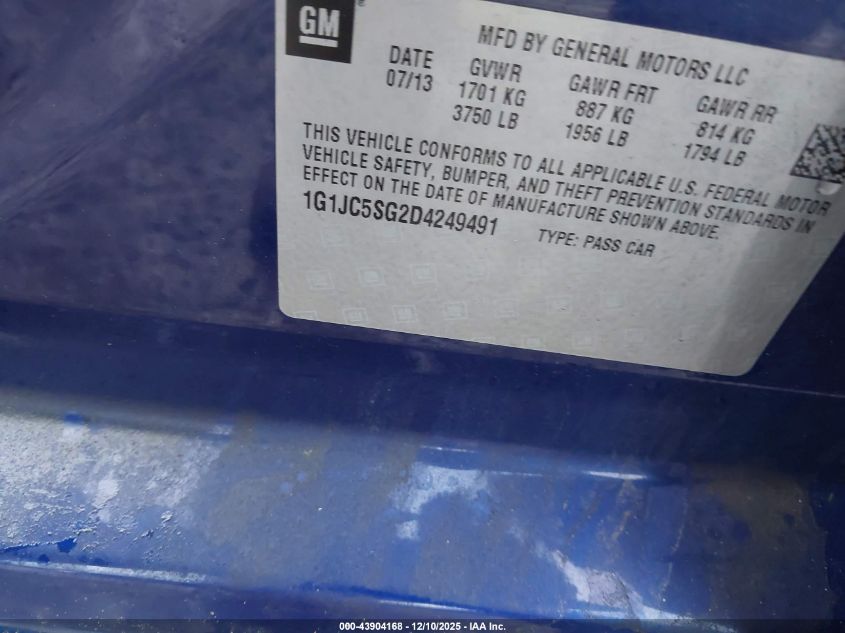 GM
®
MFD BY GENERAL MOTORS LLC
DATE GVWR GAWR FRT GAWR RR
07/13 1701 KG 887 KG 814 KG
3750 LB 1956 LB 1794 LB
THIS VEHICLE CONFORMS TO ALL APPLICABLE U.S. FEDERAL MOTOR
VEHICLE SAFETY, BUMPER, AND THEFT PREVENTION STANDARDS IN
EFFECT ON THE DATE OF MANUFACTURE SHOWN ABOVE.
1G1JC5SG2D4249491 TYPE: PASS CAR
000-43904168 - 12/10/2025 - IAA Inc.